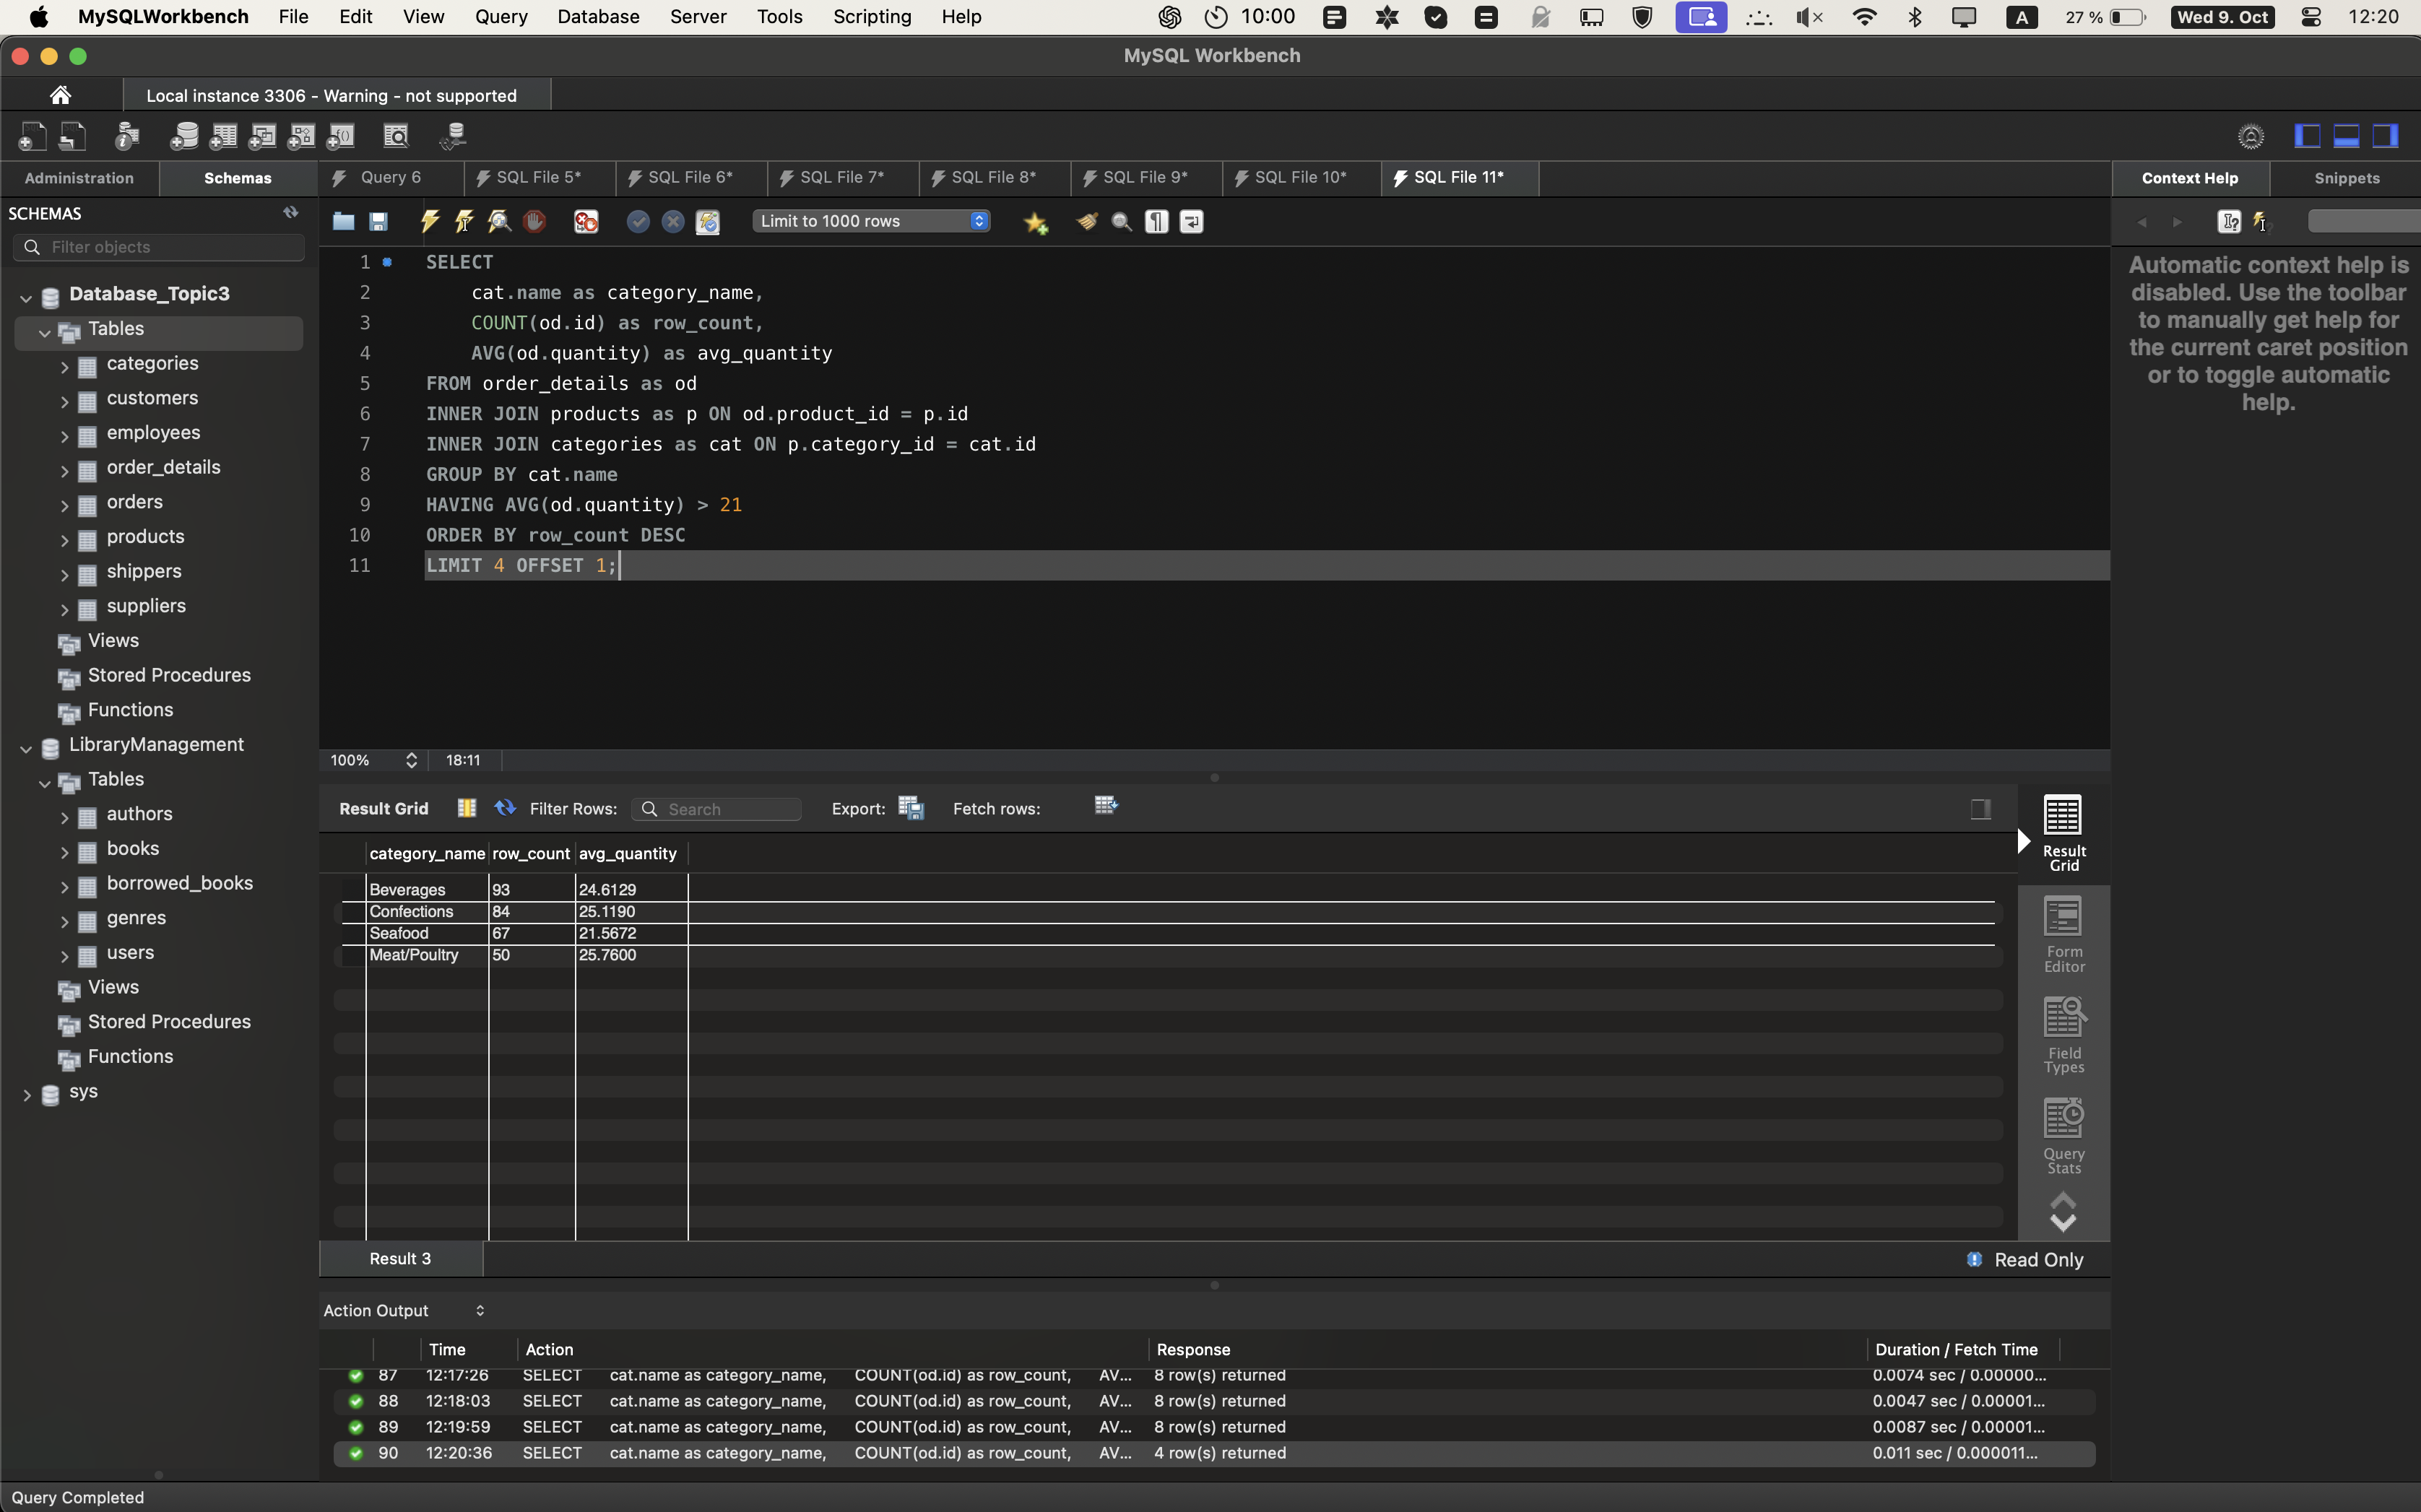 MySQLWorkbench File Edit View Query Database Server Tools Scripting Help 10:00 A 27 % Wed 9. Oct 12:20
MySQL Workbench
Local instance 3306 - Warning - not supported
Administration Schemas
Query 6 SQL File 5* SQL File 6* SQL File 7* SQL File 8* SQL File 9* SQL File 10* SQL File 11*
Context Help Snippets
SCHEMAS
Filter objects
Database_Topic3
Tables
categories
customers
employees
order_details
orders
products
shippers
suppliers
Views
Stored Procedures
Functions
LibraryManagement
Tables
authors
books
borrowed_books
genres
users
Views
Stored Procedures
Functions
sys
Limit to 1000 rows
1 SELECT
2 cat.name as category_name,
3 COUNT(od.id) as row_count,
4 AVG(od.quantity) as avg_quantity
5 FROM order_details as od
6 INNER JOIN products as p ON od.product_id = p.id
7 INNER JOIN categories as cat ON p.category_id = cat.id
8 GROUP BY cat.name
9 HAVING AVG(od.quantity) > 21
10 ORDER BY row_count DESC
11 LIMIT 4 OFFSET 1;
Automatic context help is
disabled. Use the toolbar
to manually get help for
the current caret position
or to toggle automatic
help.
100% 18:11
Result Grid Filter Rows: Search Export: Fetch rows:
category_name row_count avg_quantity
Beverages 93 24.6129
Confections 84 25.1190
Seafood 67 21.5672
Meat/Poultry 50 25.7600
Result
Grid
Form
Editor
Field
Types
Query
Stats
Result 3 Read Only
Action Output
Time Action Response Duration / Fetch Time
87 12:17:26 SELECT cat.name as category_name, COUNT(od.id) as row_count, AV... 8 row(s) returned 0.0074 sec / 0.00000...
88 12:18:03 SELECT cat.name as category_name, COUNT(od.id) as row_count, AV... 8 row(s) returned 0.0047 sec / 0.00001...
89 12:19:59 SELECT cat.name as category_name, COUNT(od.id) as row_count, AV... 8 row(s) returned 0.0087 sec / 0.00001...
90 12:20:36 SELECT cat.name as category_name, COUNT(od.id) as row_count, AV... 4 row(s) returned 0.011 sec / 0.000011...
Query Completed